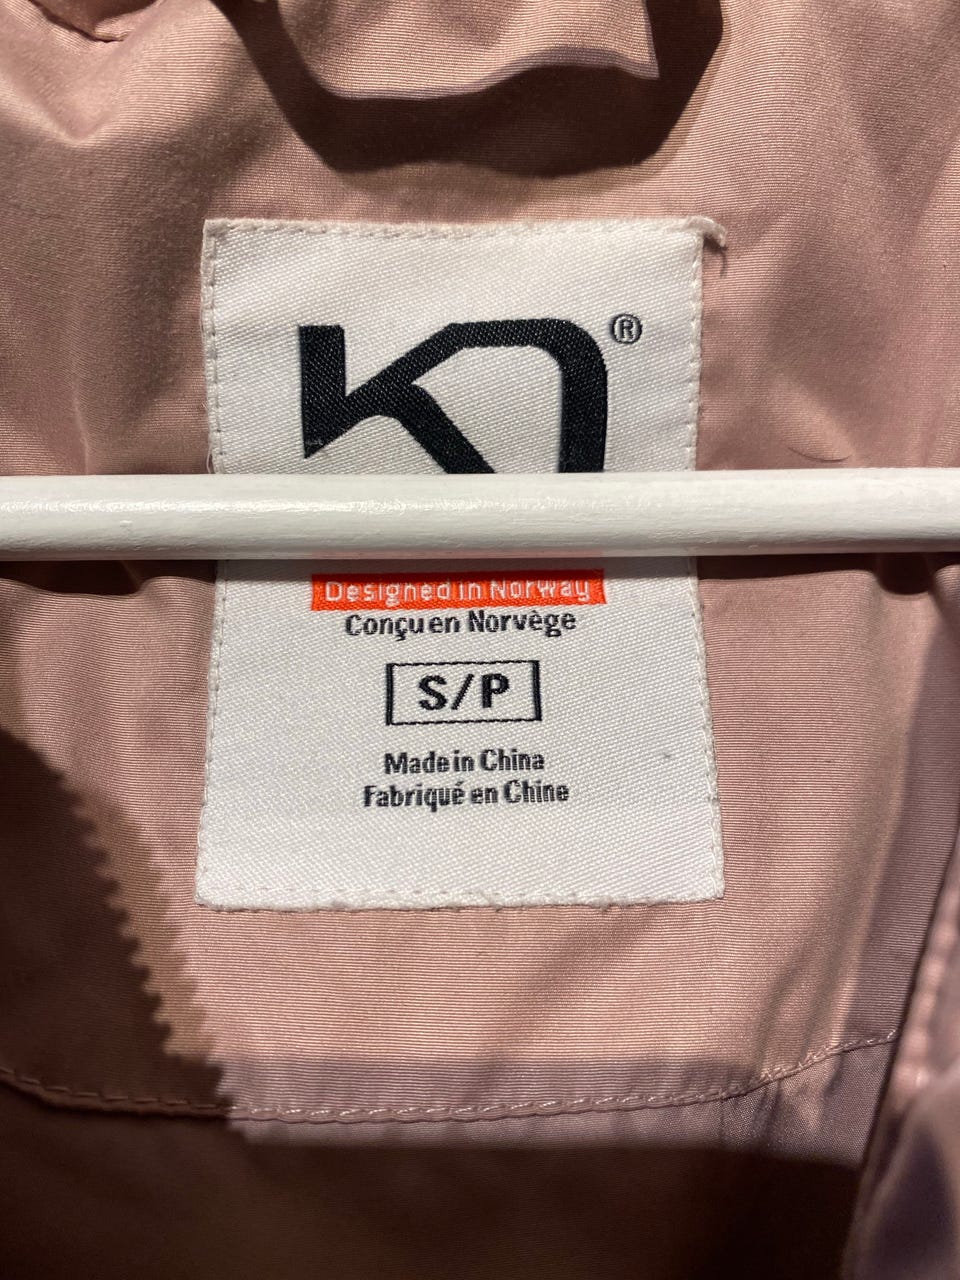 ®
Designed in Norway
Conçu en Norvège
S/P
Made in China
Fabriqué en Chine